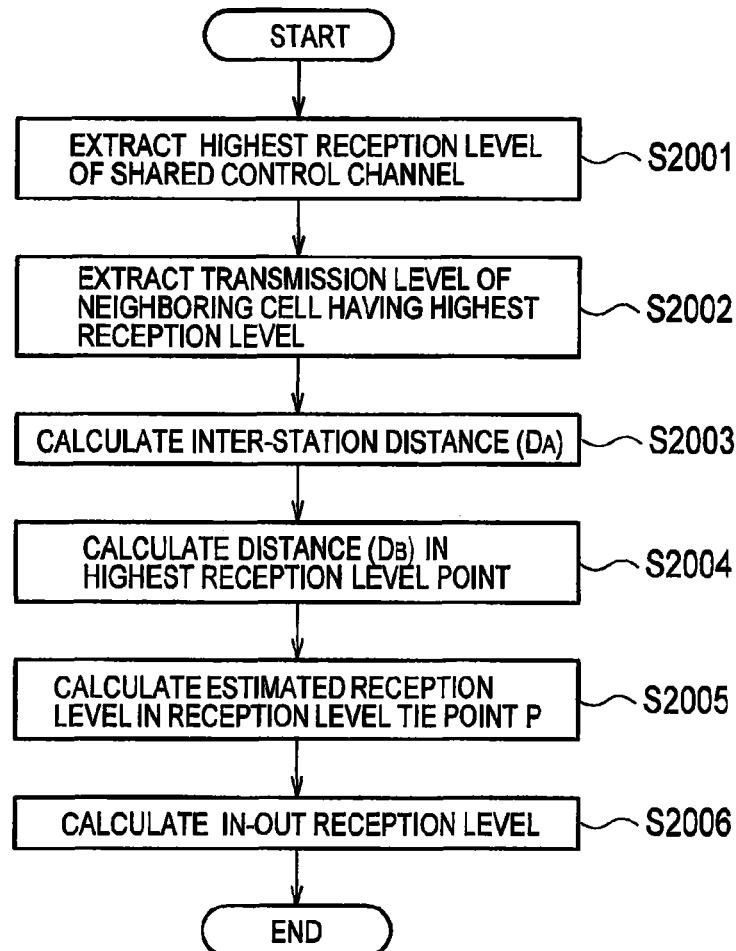 START
EXTRACT HIGHEST RECEPTION LEVEL
OF SHARED CONTROL CHANNEL
S2001
EXTRACT TRANSMISSION LEVEL OF
NEIGHBORING CELL HAVING HIGHEST
RECEPTION LEVEL
S2002
CALCULATE INTER-STATION DISTANCE (DA)
S2003
CALCULATE DISTANCE (DB) IN
HIGHEST RECEPTION LEVEL POINT
S2004
CALCULATE ESTIMATED RECEPTION
LEVEL IN RECEPTION LEVEL TIE POINT P
S2005
CALCULATE IN-OUT RECEPTION LEVEL
S2006
END